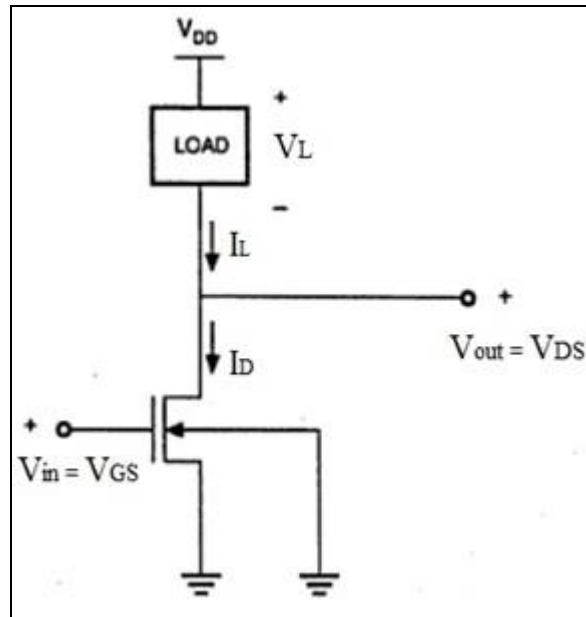 VDD
+
LOAD
VL
−
IL
+
Vout = VDS
ID
+
Vin = VGS